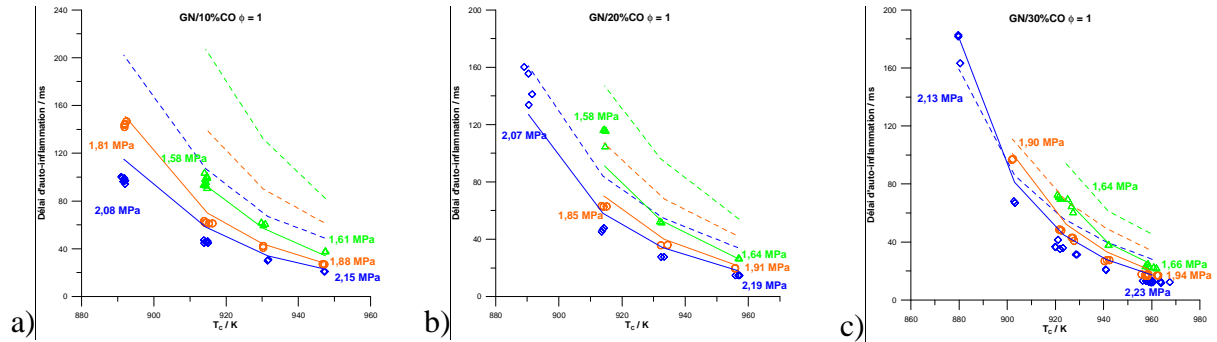 GN/10%CO ϕ = 1
Délai d'auto-inflammation / ms
240
200
160
120
80
40
0
1,81 MPa
1,58 MPa
2,08 MPa
1,61 MPa
1,88 MPa
2,15 MPa
880 900 920 940 960
T_C / K
a)
GN/20%CO ϕ = 1
Délai d'auto-inflammation / ms
200
160
120
80
40
0
1,58 MPa
2,07 MPa
1,85 MPa
1,64 MPa
1,91 MPa
2,19 MPa
880 900 920 940 960
T_C / K
b)
GN/30%CO ϕ = 1
Délai d'auto-inflammation / ms
200
160
120
80
40
0
2,13 MPa
1,90 MPa
1,64 MPa
1,66 MPa
1,94 MPa
2,23 MPa
860 880 900 920 940 960 980
T_C / K
c)